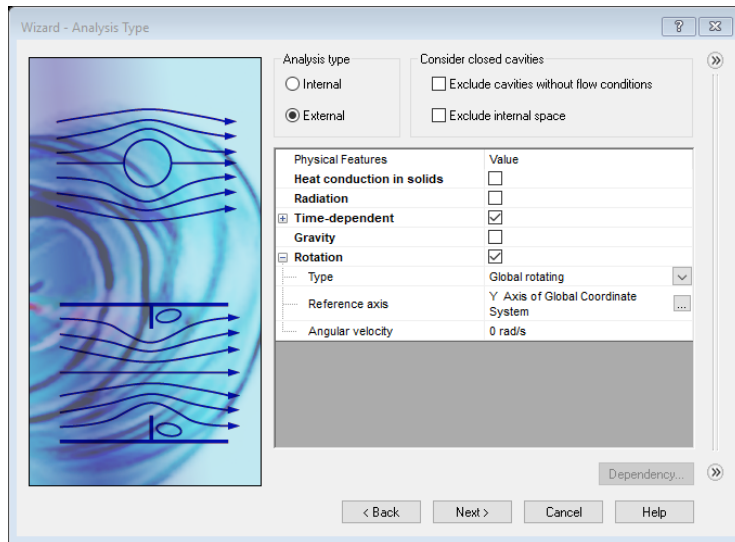 Wizard - Analysis Type
Analysis type
Internal
External
Consider closed cavities
Exclude cavities without flow conditions
Exclude internal space
Physical Features Value
Heat conduction in solids
Radiation
Time-dependent
Gravity
Rotation
Type Global rotating
Reference axis Y Axis of Global Coordinate
System
...
Angular velocity 0 rad/s
Dependency...
< Back Next > Cancel Help